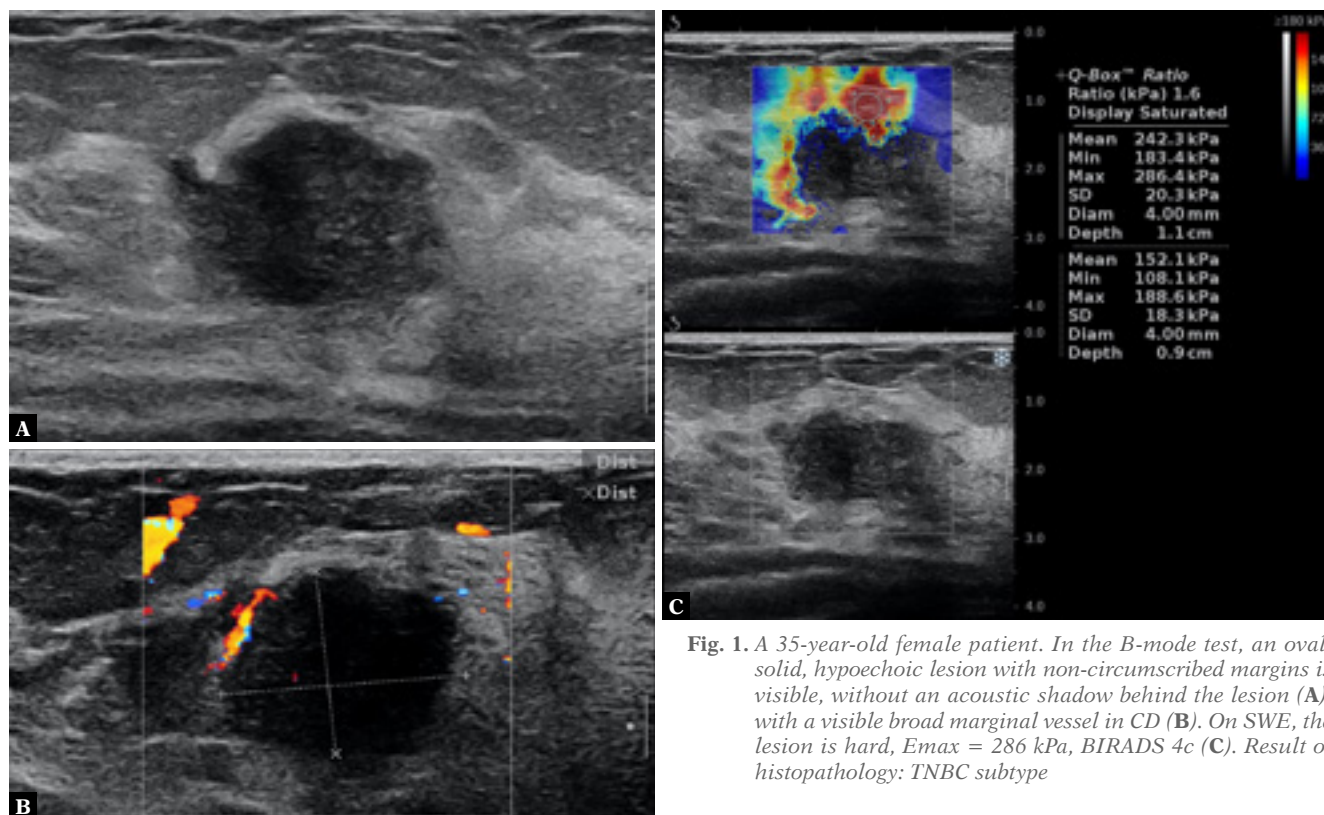 A
Dist
×Dist
B
≥180 kPa
+Q-Box™ Ratio
Ratio (kPa) 1.6
Display Saturated
Mean 242.3 kPa
Min 183.4 kPa
Max 286.4 kPa
SD 20.3 kPa
Diam 4.00 mm
Depth 1.1 cm
Mean 152.1 kPa
Min 108.1 kPa
Max 188.6 kPa
SD 18.3 kPa
Diam 4.00 mm
Depth 0.9 cm
0.0
1.0
2.0
3.0
4.0
0.0
1.0
2.0
3.0
4.0
C
Fig. 1. A 35-year-old female patient. In the B-mode test, an oval
solid, hypoechoic lesion with non-circumscribed margins i
visible, without an acoustic shadow behind the lesion (A)
with a visible broad marginal vessel in CD (B). On SWE, the
lesion is hard, Emax = 286 kPa, BIRADS 4c (C). Result o
histopathology: TNBC subtype